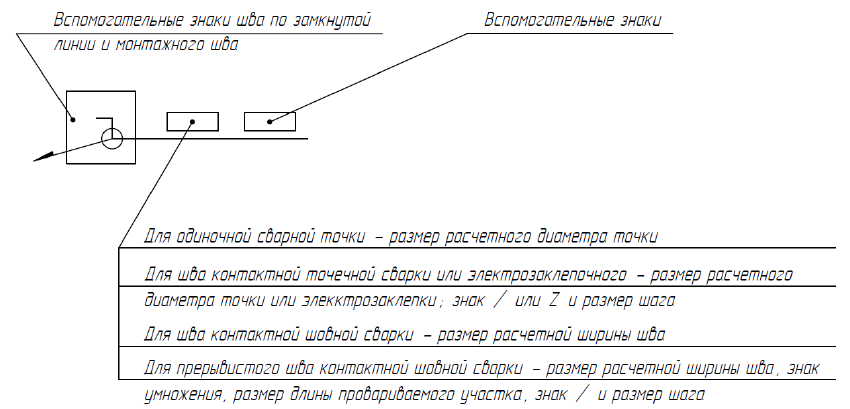 Вспомогательные знаки шва по замкнутой
линии и монтажного шва
Вспомогательные знаки
Для одиночной сварной точки – размер расчетного диаметра точки
Для шва контактной точечной сварки или электрозаклепочного – размер расчетного
диаметра точки или элекктрозаклепки; знак / или Z и размер шага
Для шва контактной шовной сварки – размер расчетной ширины шва
Для прерывистого шва контактной шовной сварки – размер расчетной ширины шва, знак
умножения, размер длины провариваемого участка, знак / и размер шага